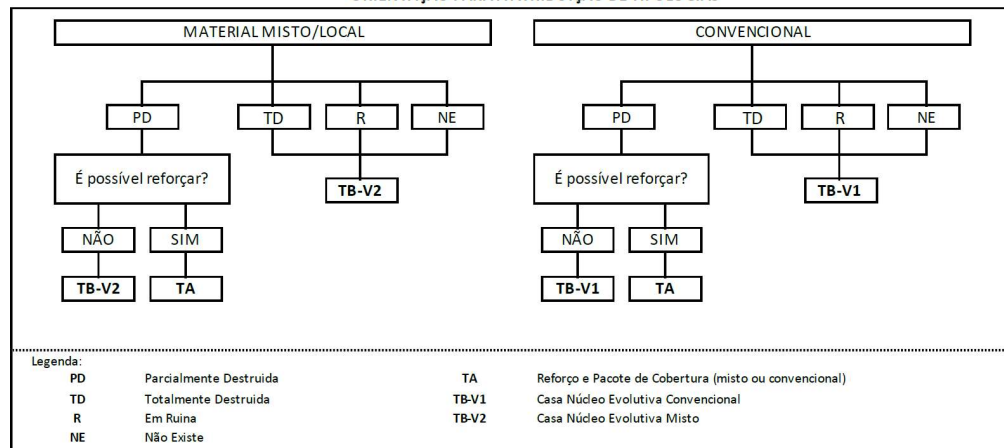 MATERIAL MISTO/LOCAL
CONVENCIONAL
PD
TD
R
NE
PD
TD
R
NE
É possível reforçar?
TB-V2
É possível reforçar?
TB-V1
NÃO
SIM
NÃO
SIM
TB-V2
TA
TB-V1
TA
Legenda:
PD Parcialmente Destruida
TA Reforço e Pacote de Cobertura (misto ou convencional)
TD Totalmente Destruida
TB-V1 Casa Núcleo Evolutiva Convencional
R Em Ruina
TB-V2 Casa Núcleo Evolutiva Misto
NE Não Existe